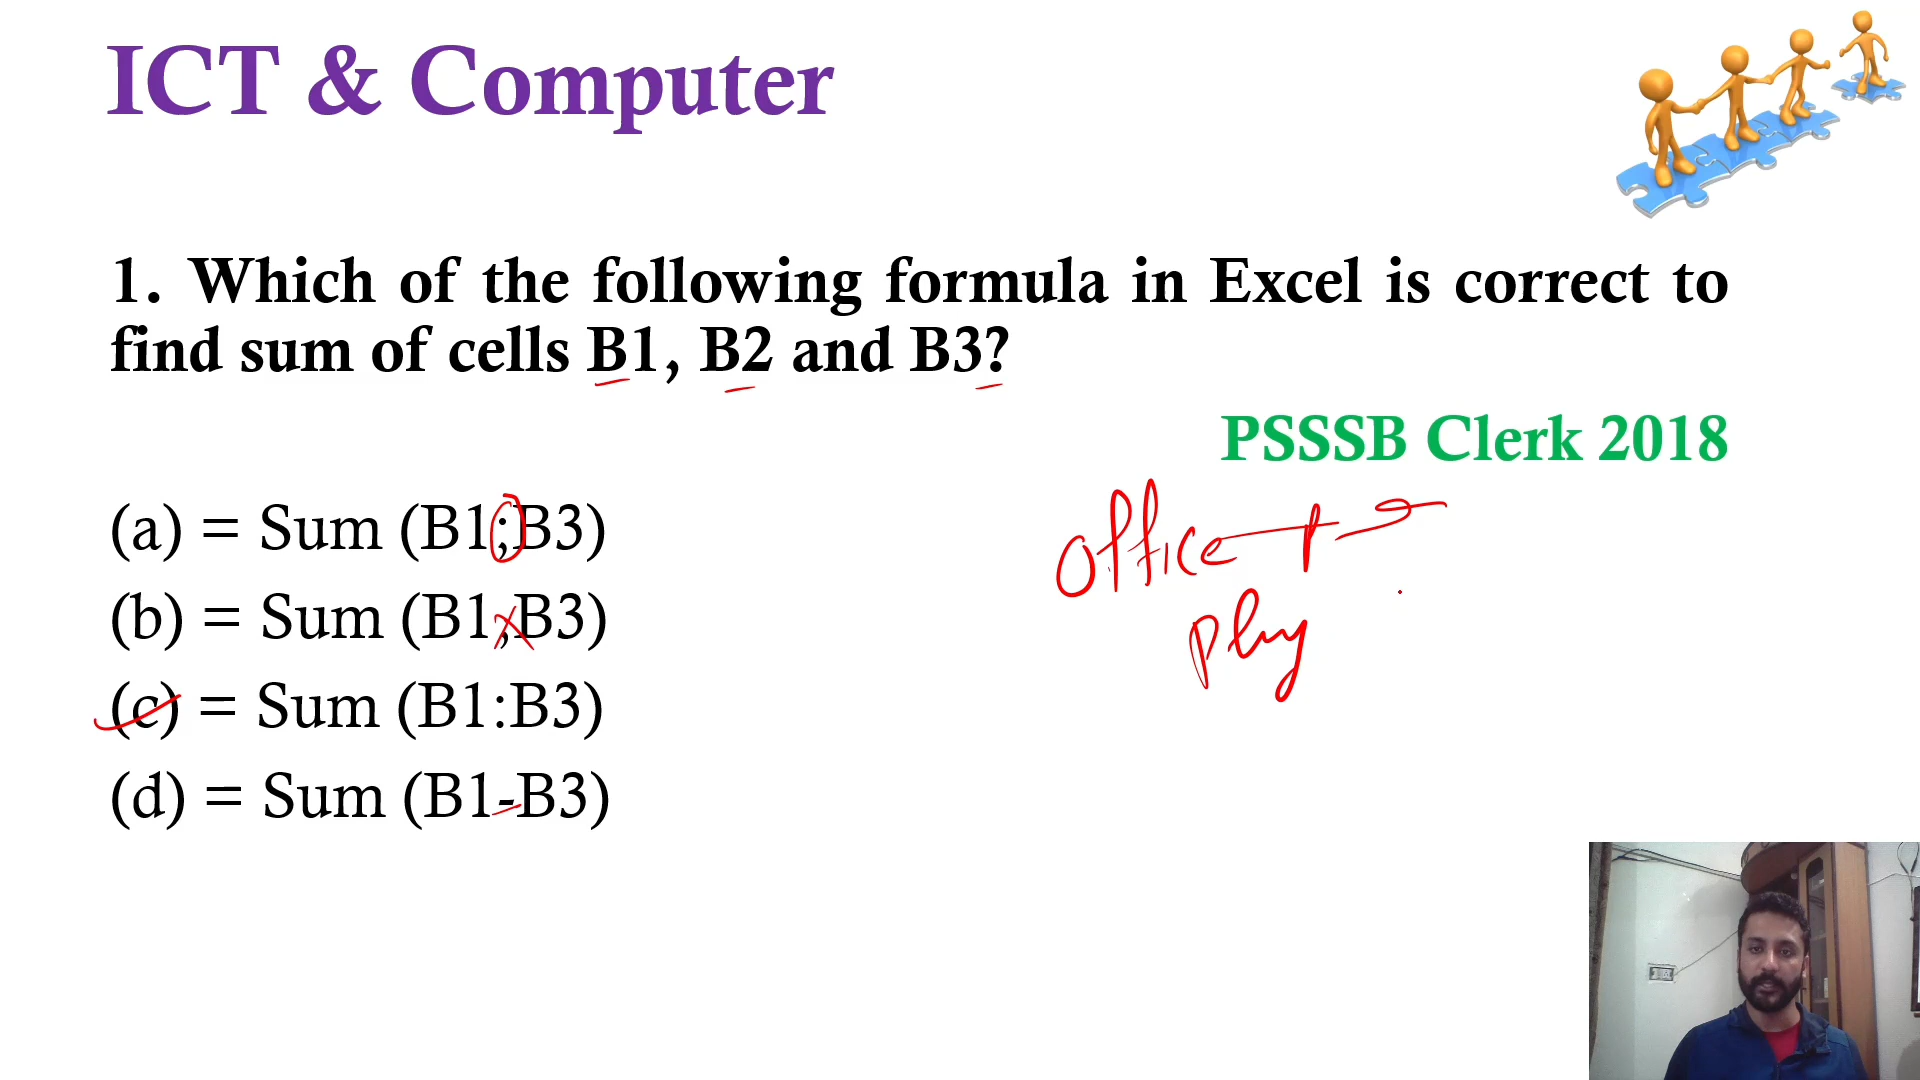 ICT & Computer
1. Which of the following formula in Excel is correct to
find sum of cells B1, B2 and B3?
PSSSB Clerk 2018
(a) = Sum (B1;B3)
(b) = Sum (B1,B3)
(c) = Sum (B1:B3)
(d) = Sum (B1-B3)
Office